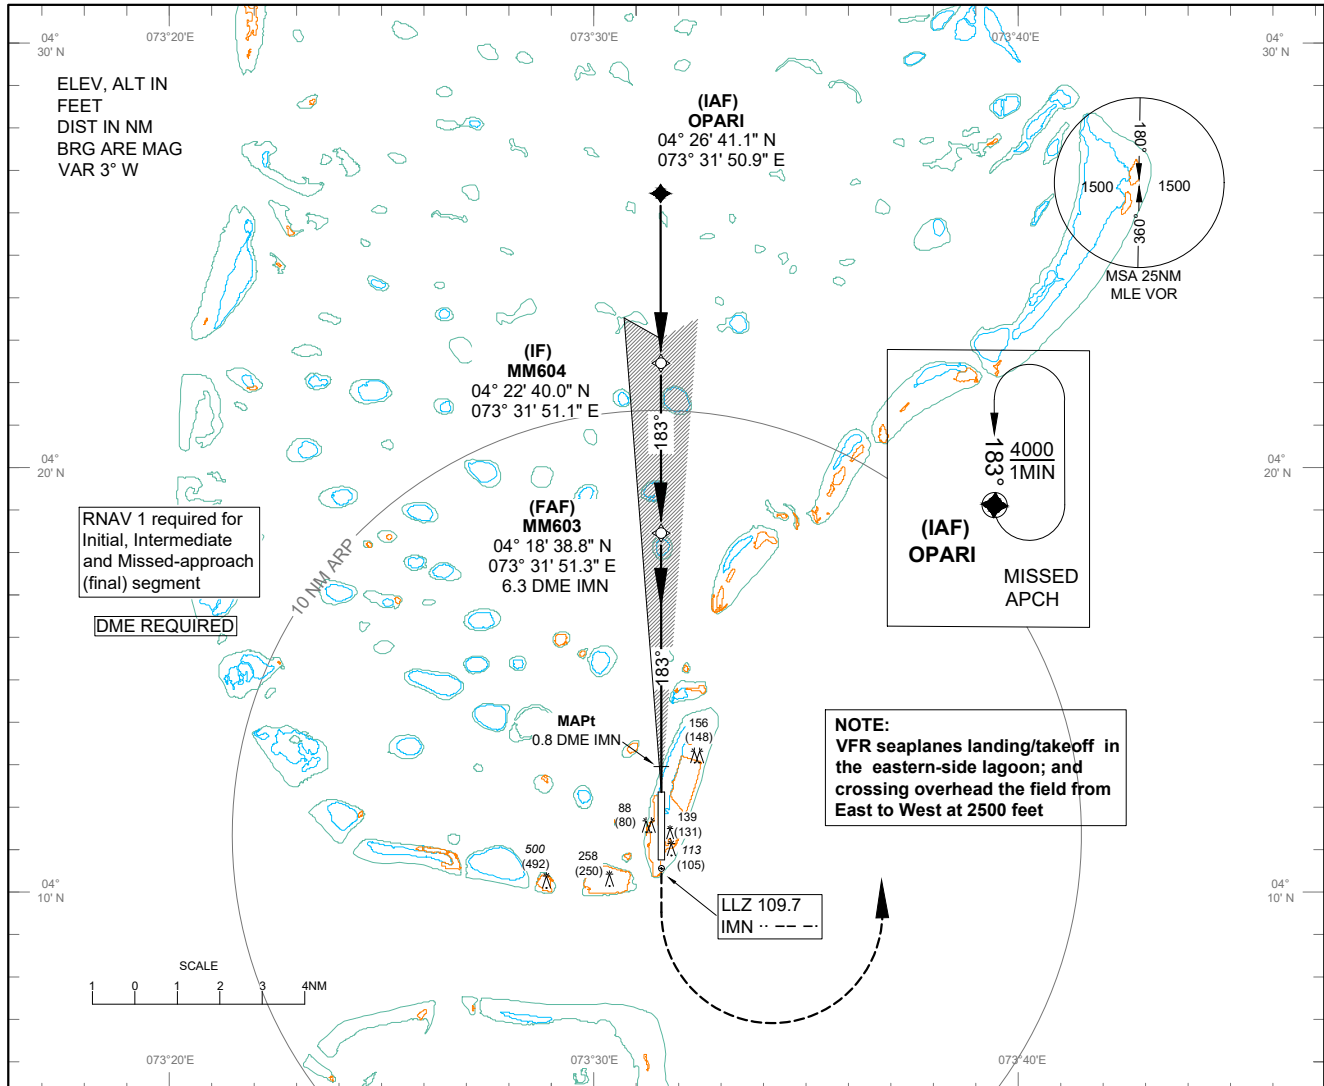 04°
30' N
073°20'E
073°30'E
073°40'E
04°
30' N
ELEV, ALT IN
FEET
DIST IN NM
BRG ARE MAG
VAR 3° W
(IAF)
OPARI
04° 26' 41.1" N
073° 31' 50.9" E
180°
1500
1500
360°
MSA 25NM
MLE VOR
(IF)
MM604
04° 22' 40.0" N
073° 31' 51.1" E
183°
183°
4000
1MIN
(IAF)
OPARI
MISSED
APCH
04°
20' N
04°
20' N
RNAV 1 required for
Initial, Intermediate
and Missed-approach
(final) segment
DME REQUIRED
10 NM ARP
(FAF)
MM603
04° 18' 38.8" N
073° 31' 51.3" E
6.3 DME IMN
183°
MAPt
0.8 DME IMN
156
(148)
NOTE:
VFR seaplanes landing/takeoff in
the eastern-side lagoon; and
crossing overhead the field from
East to West at 2500 feet
88
(80)
139
(131)
113
(105)
500
(492)
258
(250)
04°
10' N
04°
10' N
LLZ 109.7
IMN
SCALE
1 0 1 2 3 4NM
073°20'E
073°30'E
073°40'E